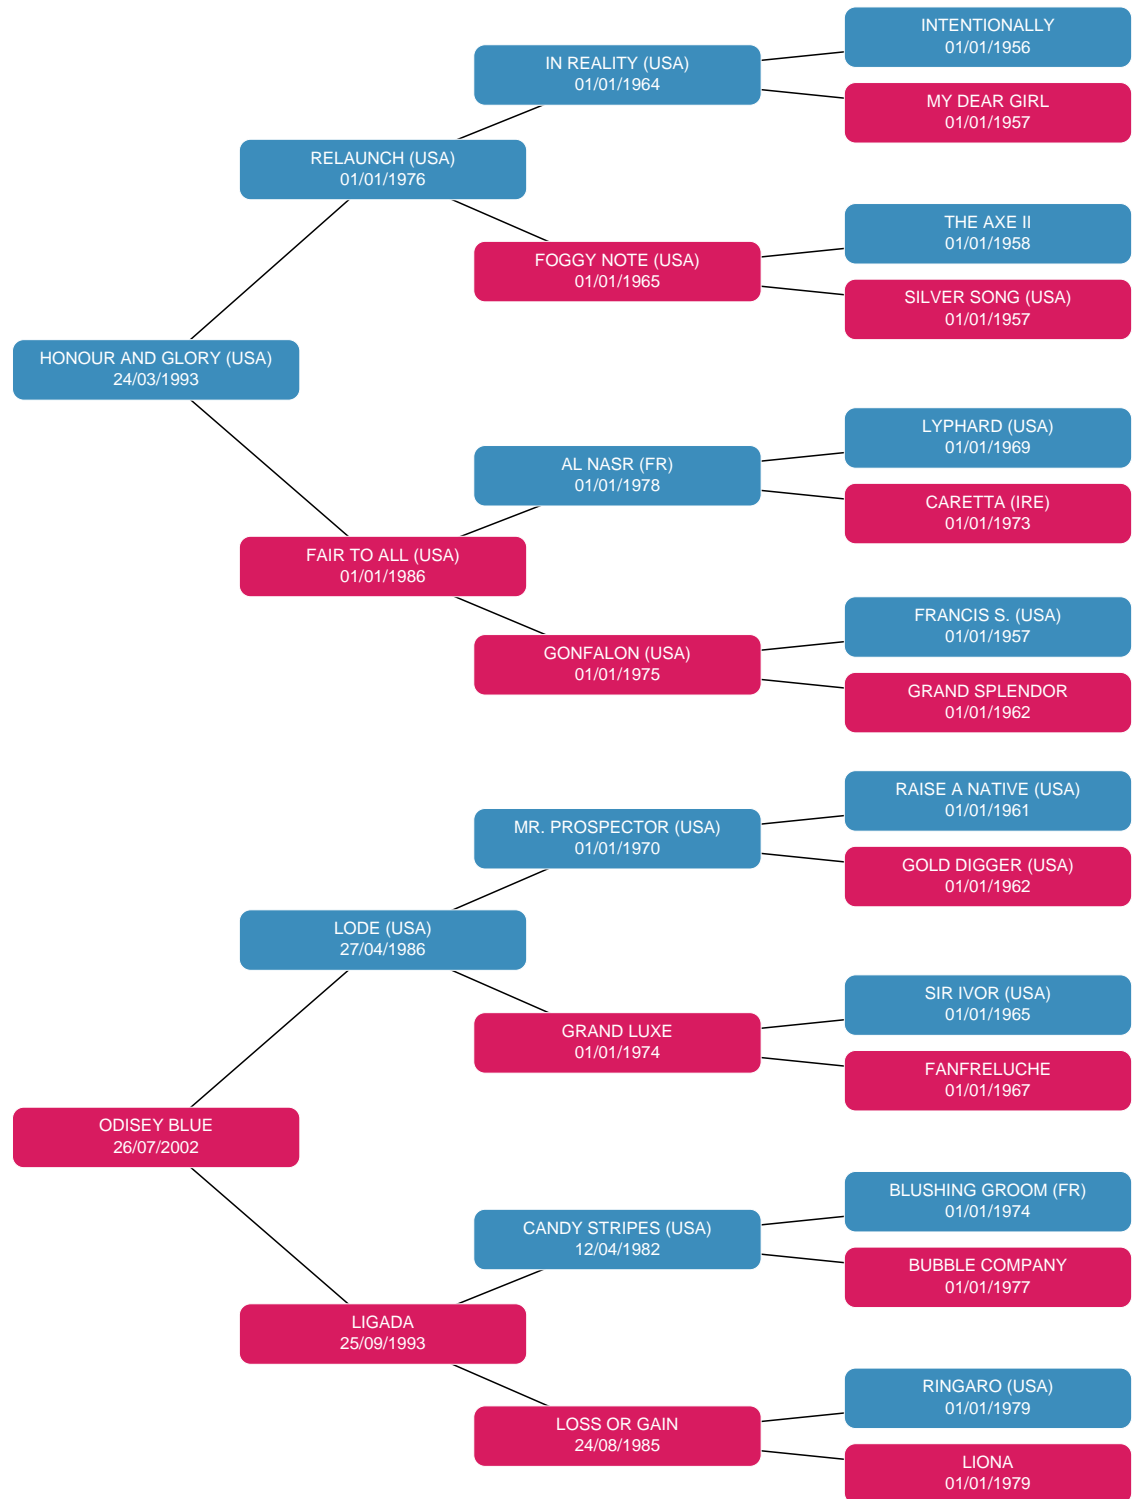 INTENTIONALLY
01/01/1956
IN REALITY (USA)
01/01/1964
MY DEAR GIRL
01/01/1957
RELAUNCH (USA)
01/01/1976
THE AXE II
01/01/1958
FOGGY NOTE (USA)
01/01/1965
SILVER SONG (USA)
01/01/1957
HONOUR AND GLORY (USA)
24/03/1993
LYPHARD (USA)
01/01/1969
AL NASR (FR)
01/01/1978
CARETTA (IRE)
01/01/1973
FAIR TO ALL (USA)
01/01/1986
FRANCIS S. (USA)
01/01/1957
GONFALON (USA)
01/01/1975
GRAND SPLENDOR
01/01/1962
RAISE A NATIVE (USA)
01/01/1961
MR. PROSPECTOR (USA)
01/01/1970
GOLD DIGGER (USA)
01/01/1962
LODE (USA)
27/04/1986
SIR IVOR (USA)
01/01/1965
GRAND LUXE
01/01/1974
FANFRELUCHE
01/01/1967
ODISEY BLUE
26/07/2002
BLUSHING GROOM (FR)
01/01/1974
CANDY STRIPES (USA)
12/04/1982
BUBBLE COMPANY
01/01/1977
LIGADA
25/09/1993
RINGARO (USA)
01/01/1979
LOSS OR GAIN
24/08/1985
LIONA
01/01/1979